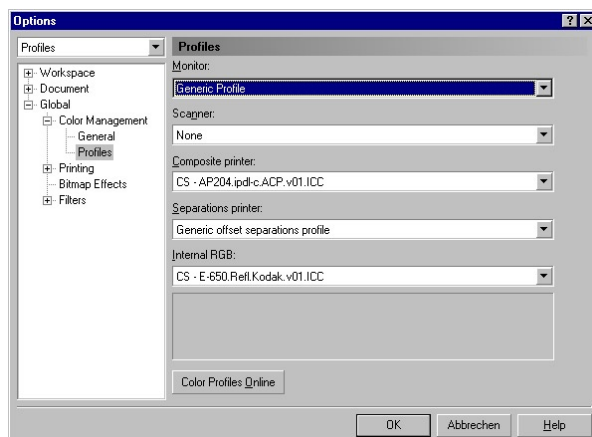 Options
Profiles
Workspace
Document
Global
Color Management
General
Profiles
Printing
Bitmap Effects
Filters
Profiles
Monitor:
Generic Profile
Scanner:
None
Composite printer:
CS - AP204.ipdl-c.ACP.v01.ICC
Separations printer:
Generic offset separations profile
Internal RGB:
CS - E-650.Refl.Kodak.v01.ICC
Color Profiles Online
OK
Abbrechen
Help